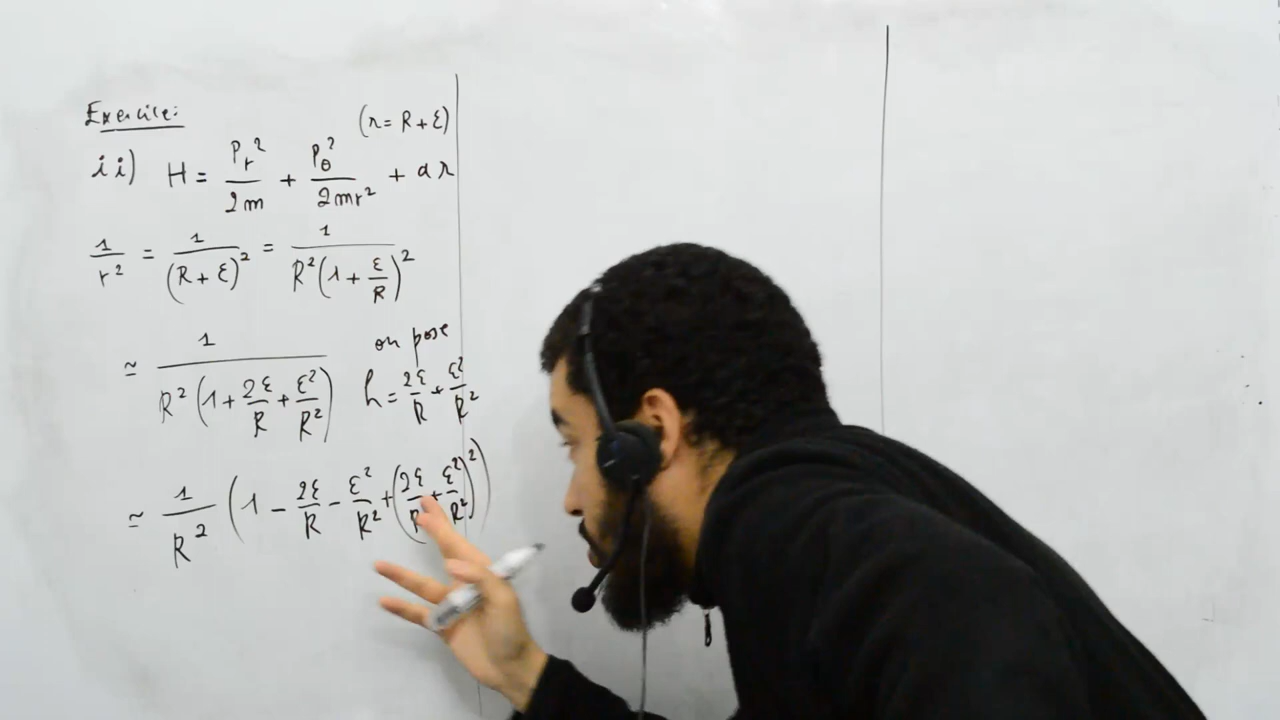 Exercice:
(r = R + ε)
ii) H = P_r²/2m + P_θ²/2mr² + ar
1/r² = 1/(R + ε)² = 1/R²(1 + ε/R)²
≃ 1/R²(1 + 2ε/R + ε²/R²) on pose
h = 2ε/R + ε²/R²
≃ 1/R² (1 - 2ε/R - ε²/R² + (2ε/R + ε²/R²)²)